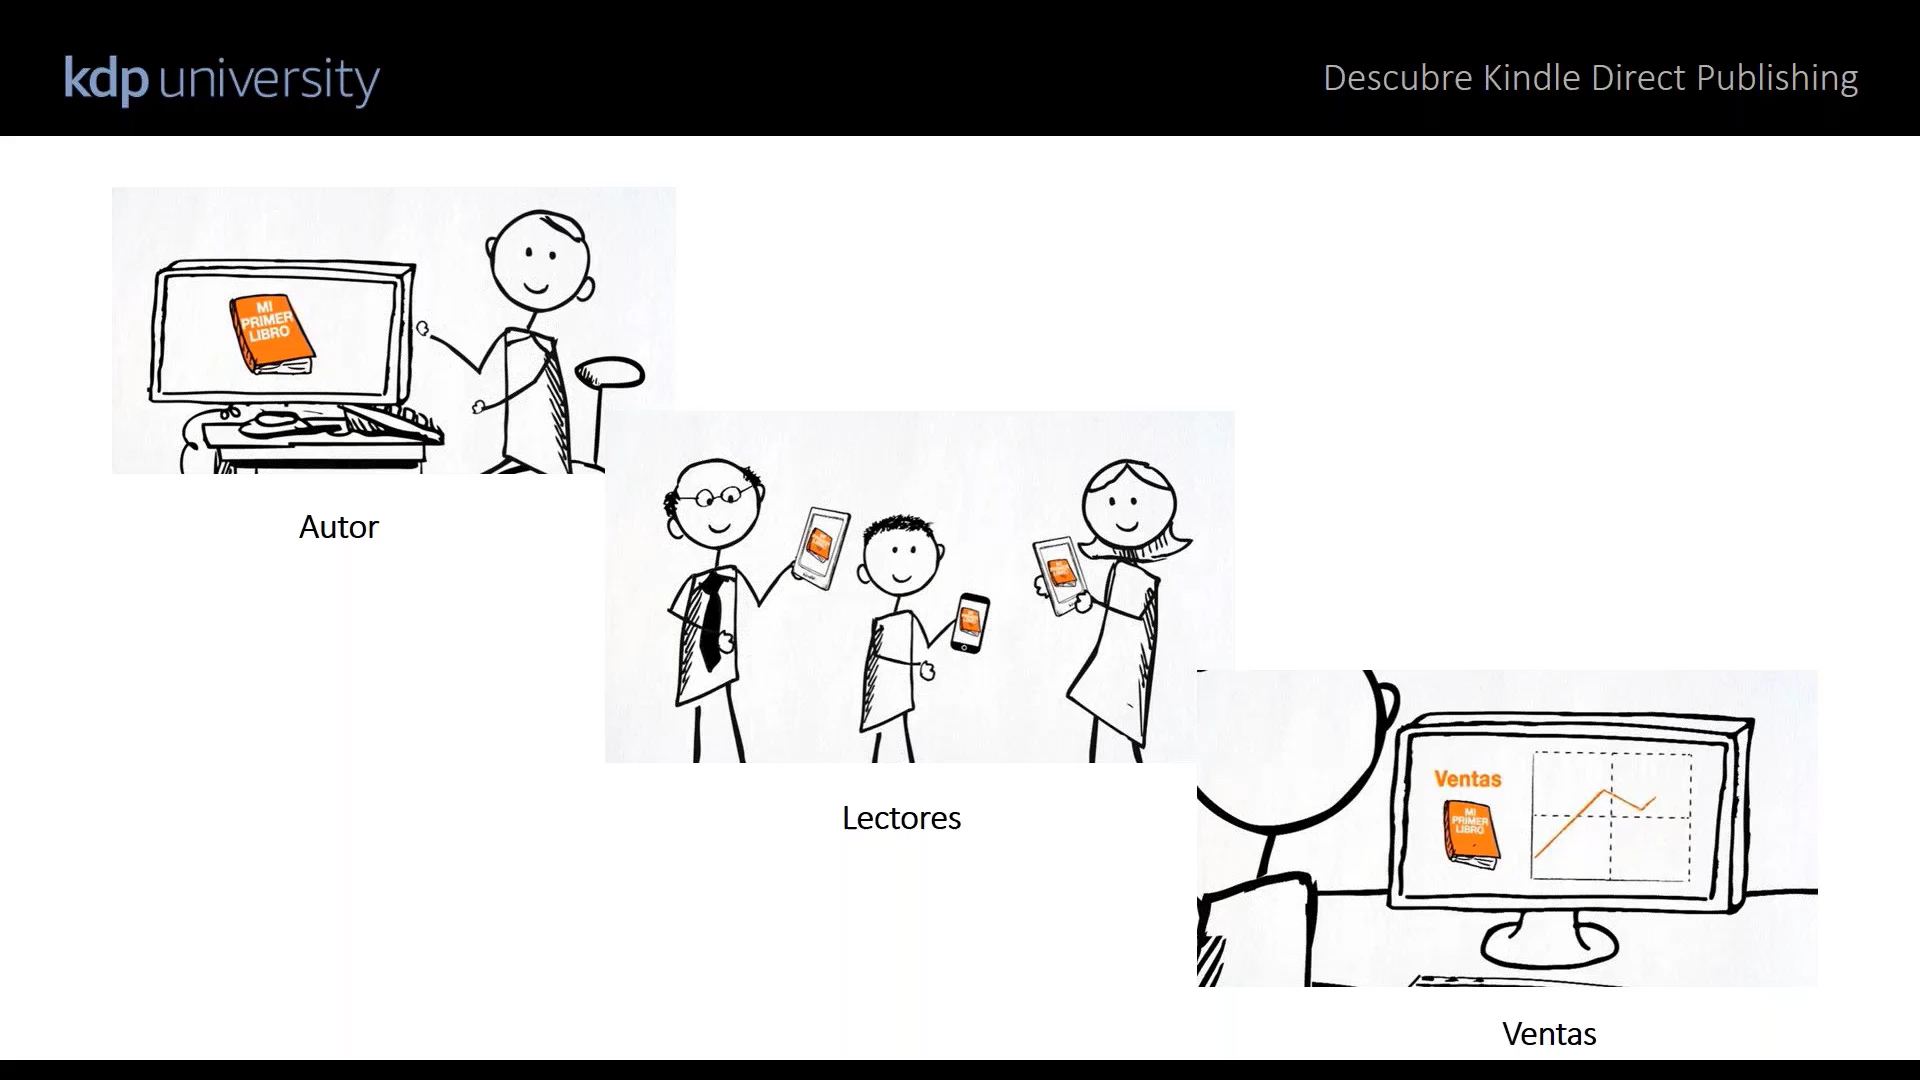 kdp university
Descubre Kindle Direct Publishing
MI
PRIMER
LIBRO
Autor
Lectores
Ventas
MI
PRIMER
LIBRO
Ventas